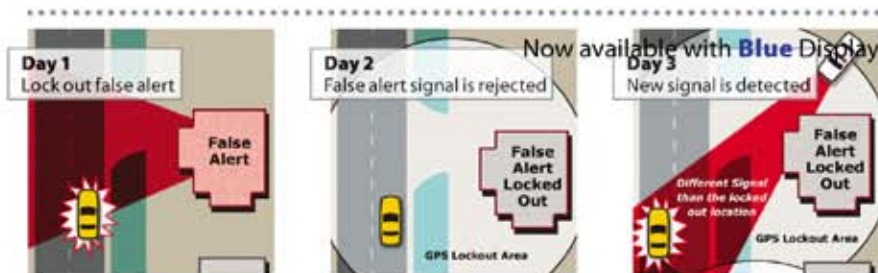 Now available with Blue Display
Day 1
Lock out false alert
False
Alert
Day 2
False alert signal is rejected
False
Alert
Locked
Out
GPS Lockout Area
Day 3
New signal is detected
False
Alert
Locked
Out
Different Signal
than the locked
out location
GPS Lockout Area